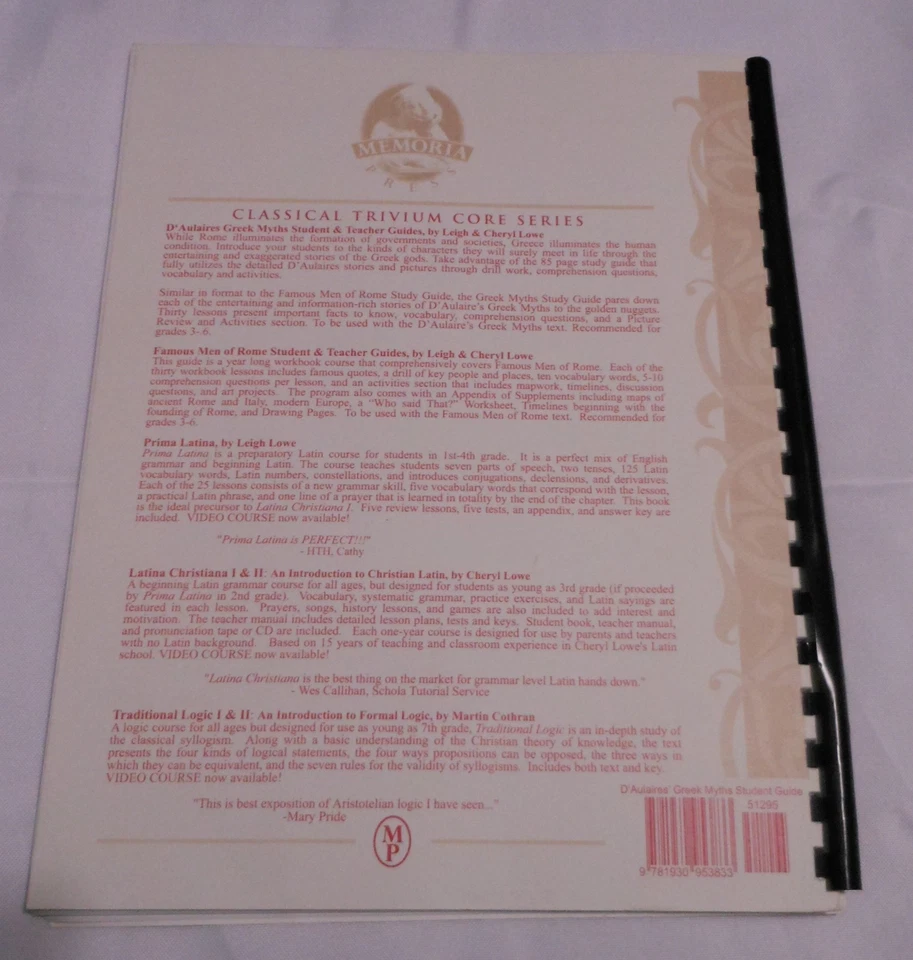 MEMORIA
PRESS
CLASSICAL TRIVIUM CORE SERIES
D'Aulaires Greek Myths Student & Teacher Guides, by Leigh & Cheryl Lowe
While Rome illuminates the formation of governments and societies, Greece illuminates the human
condition. Introduce your students to the kinds of characters they will surely meet in life through the
entertaining and exaggerated stories of the Greek gods. Take advantage of the 85 page study guide that
fully utilizes the detailed D'Aulaires stories and pictures through drill work, comprehension questions,
vocabulary and activities.
Similar in format to the Famous Men of Rome Study Guide, the Greek Myths Study Guide pares down
each of the entertaining and information-rich stories of D'Aulaire's Greek Myths to the golden nuggets.
Thirty lessons present important facts to know, vocabulary, comprehension questions, and a Picture
Review and Activities section. To be used with the D'Aulaire's Greek Myths text. Recommended for
grades 3-.6.
Famous Men of Rome Student & Teacher Guides, by Leigh & Cheryl Lowe
This guide is a year long workbook course that comprehensively covers Famous Men of Rome. Each of the
thirty workbook lessons includes famous quotes, a drill of key people and places, ten vocabulary words, 5-10
comprehension questions per lesson, and an activities section that includes mapwork, timelines, discussion
questions, and art projects. The program also comes with an Appendix of Supplements including maps of
ancient Rome and Italy, modern Europe, a "Who said That?" Worksheet, Timelines beginning with the
founding of Rome, and Drawing Pages. To be used with the Famous Men of Rome text. Recommended for
grades 3-6.
Prima Latina, by Leigh Lowe
Prima Latina is a preparatory Latin course for students in 1st-4th grade. It is a perfect mix of English
grammar and beginning Latin. The course teaches students seven parts of speech, two tenses, 125 Latin
vocabulary words, Latin numbers, constellations, and introduces conjugations, declensions, and derivatives.
Each of the 25 lessons consists of a new grammar skill, five vocabulary words that correspond with the lesson,
a practical Latin phrase, and one line of a prayer that is learned in totality by the end of the chapter. This book
is the ideal precursor to Latina Christiana I. Five review lessons, five tests, an appendix, and answer key are
included. VIDEO COURSE now available!
"Prima Latina is PERFECT!!!"
- HTH, Cathy
Latina Christiana I & II: An Introduction to Christian Latin, by Cheryl Lowe
A beginning Latin grammar course for all ages, but designed for students as young as 3rd grade (if proceeded
by Prima Latina in 2nd grade). Vocabulary, systematic grammar, practice exercises, and Latin sayings are
featured in each lesson. Prayers, songs, history lessons, and games are also included to add interest and
motivation. The teacher manual includes detailed lesson plans, tests and keys. Student book, teacher manual,
and pronunciation tape or CD are included. Each one-year course is designed for use by parents and teachers
with no Latin background. Based on 15 years of teaching and classroom experience in Cheryl Lowe's Latin
school. VIDEO COURSE now available!
"Latina Christiana is the best thing on the market for grammar level Latin hands down."
- Wes Callihan, Schola Tutorial Service
Traditional Logic I & II: An Introduction to Formal Logic, by Martin Cothran
A logic course for all ages but designed for use as young as 7th grade, Traditional Logic is an in-depth study of
the classical syllogism. Along with a basic understanding of the Christian theory of knowledge, the text
presents the four kinds of logical statements, the four ways propositions can be opposed, the three ways in
which they can be equivalent, and the seven rules for the validity of syllogisms. Includes both text and key.
VIDEO COURSE now available!
"This is best exposition of Aristotelian logic I have seen..."
-Mary Pride
M
P
D'Aulaires' Greek Myths Student Guide
51295
9 781930 953833